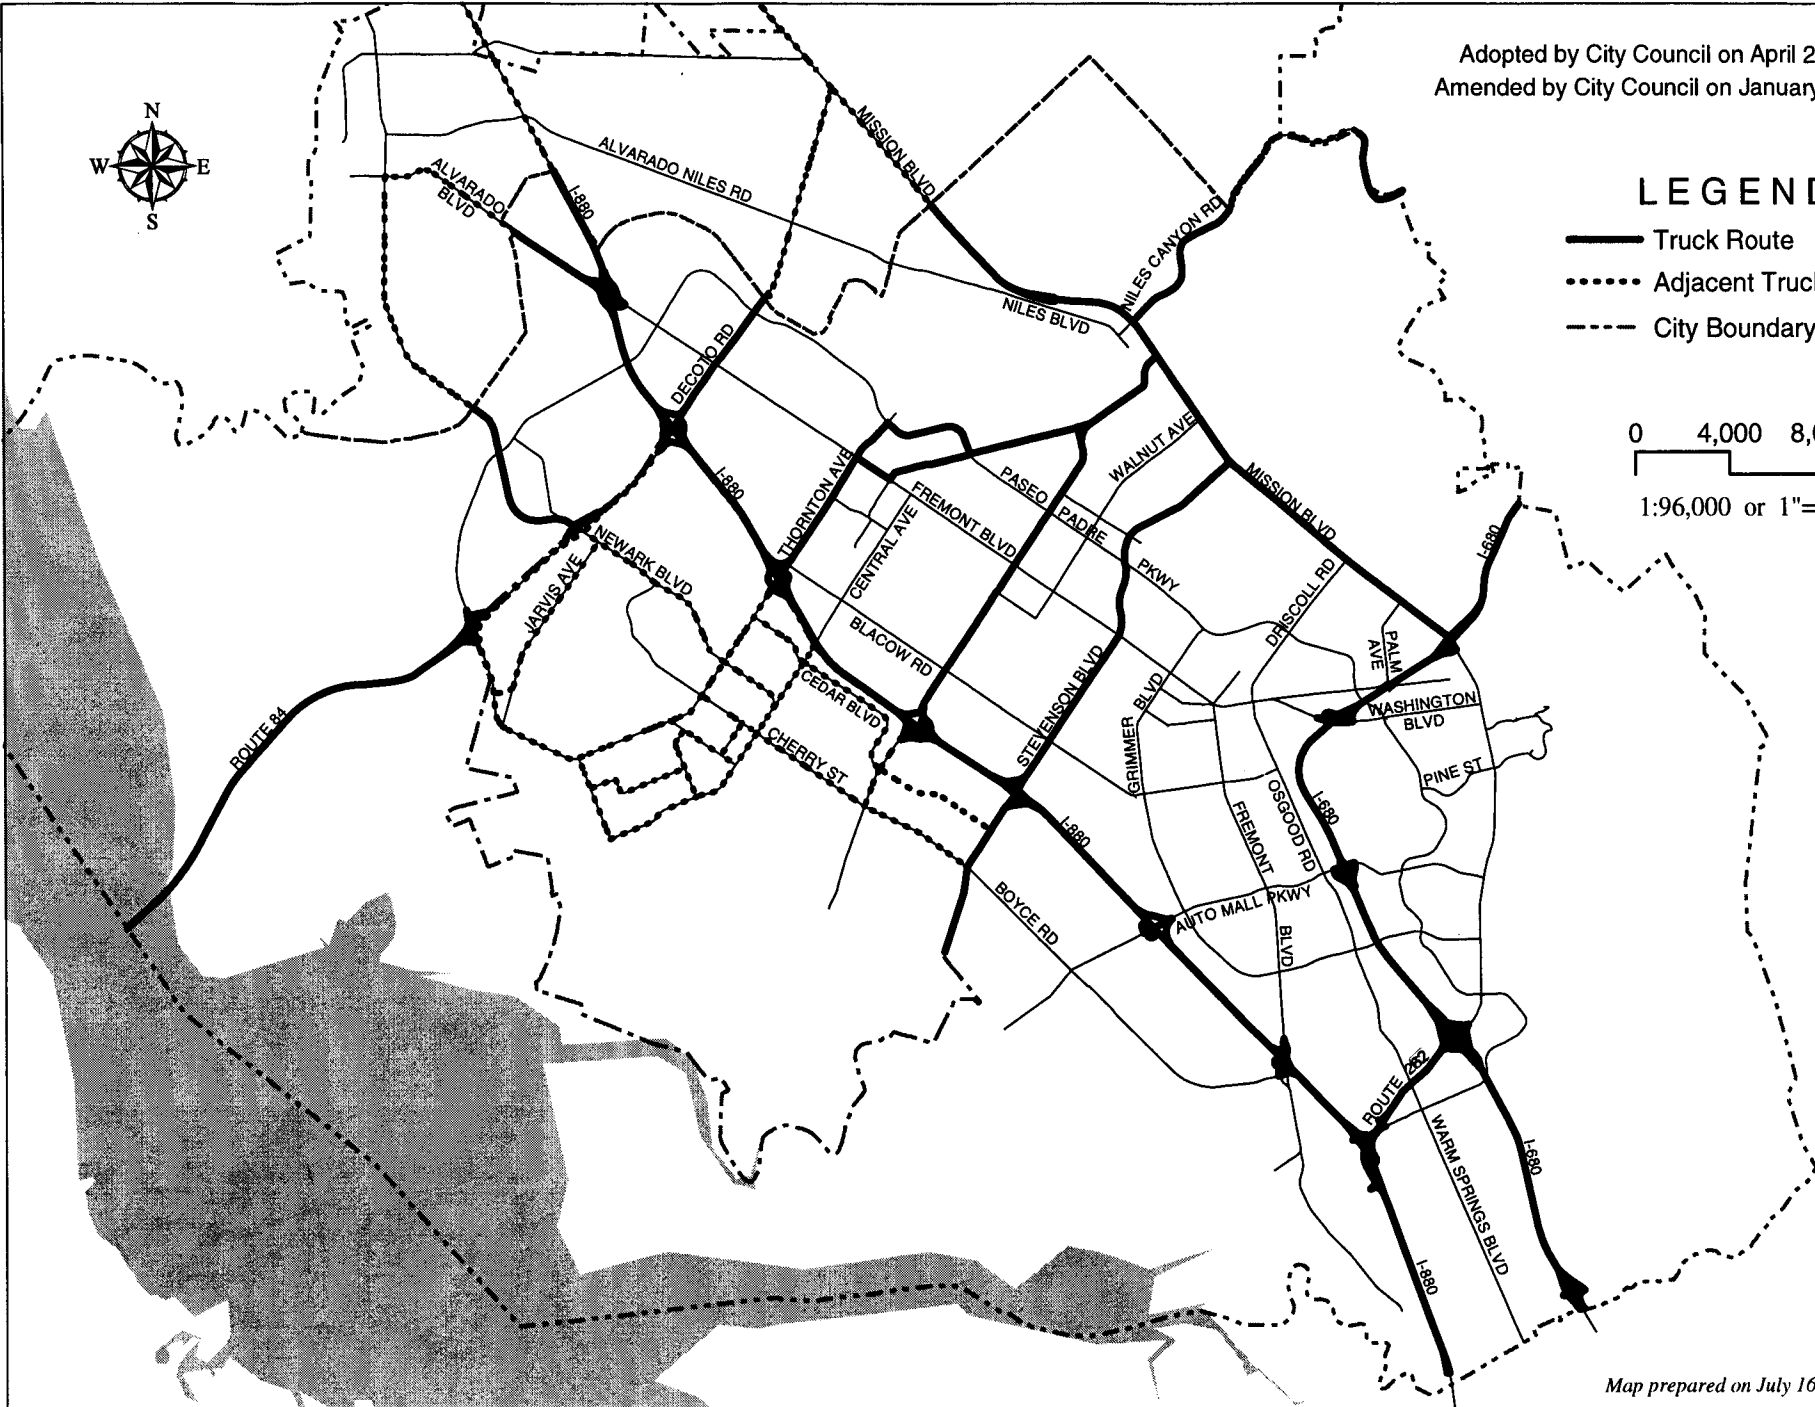 Adopted by City Council on April 2
Amended by City Council on January
N
W E
S
LEGEND
Truck Route
Adjacent Truc
City Boundary
0 4,000 8,0
1:96,000 or 1"=
MISSION BLVD
ALVARADO NILES RD
ALVARADO
BLVD
I-880
NILES CANYON RD
NILES BLVD
DECOTO RD
WALNUT AVE
I-880
THORNTON AVE
PASEO
PADRE
PKWY
FREMONT BLVD
MISSION BLVD
I-680
CENTRAL AVE
NEWARK BLVD
JARVIS AVE
DRISCOLL RD
BLACOW RD
PALM
AVE
STEVENSON BLVD
CEDAR BLVD
GRIMMER
BLVD
WASHINGTON
BLVD
ROUTE 84
CHERRY ST
PINE ST
OSGOOD RD
I-680
FREMONT
BLVD
I-880
AUTO MALL PKWY
BOYCE RD
ROUTE 262
WARM SPRINGS BLVD
I-680
I-880
Map prepared on July 16